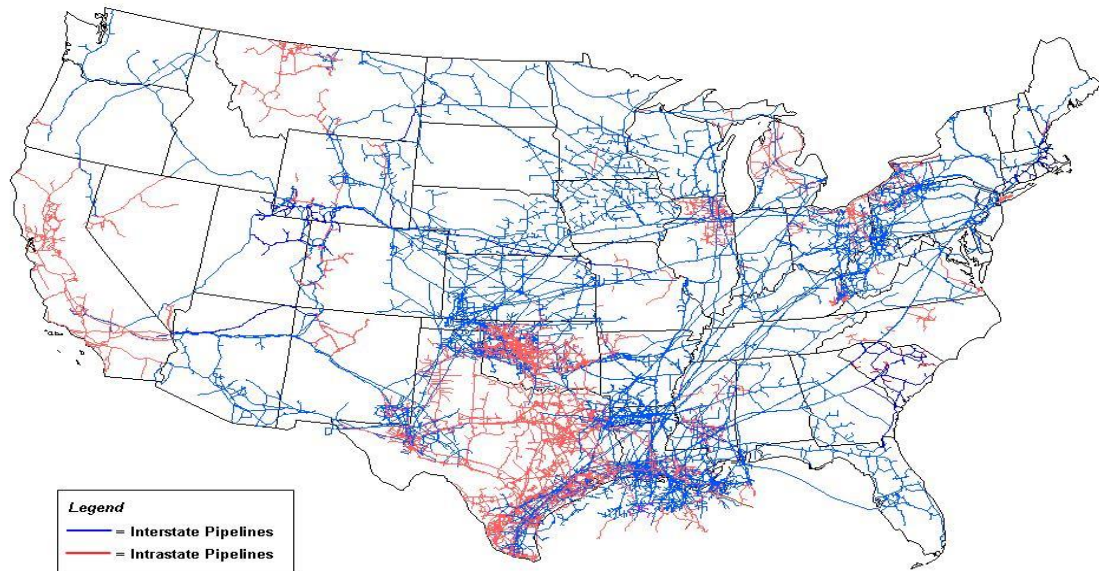 Legend
= Interstate Pipelines
= Intrastate Pipelines